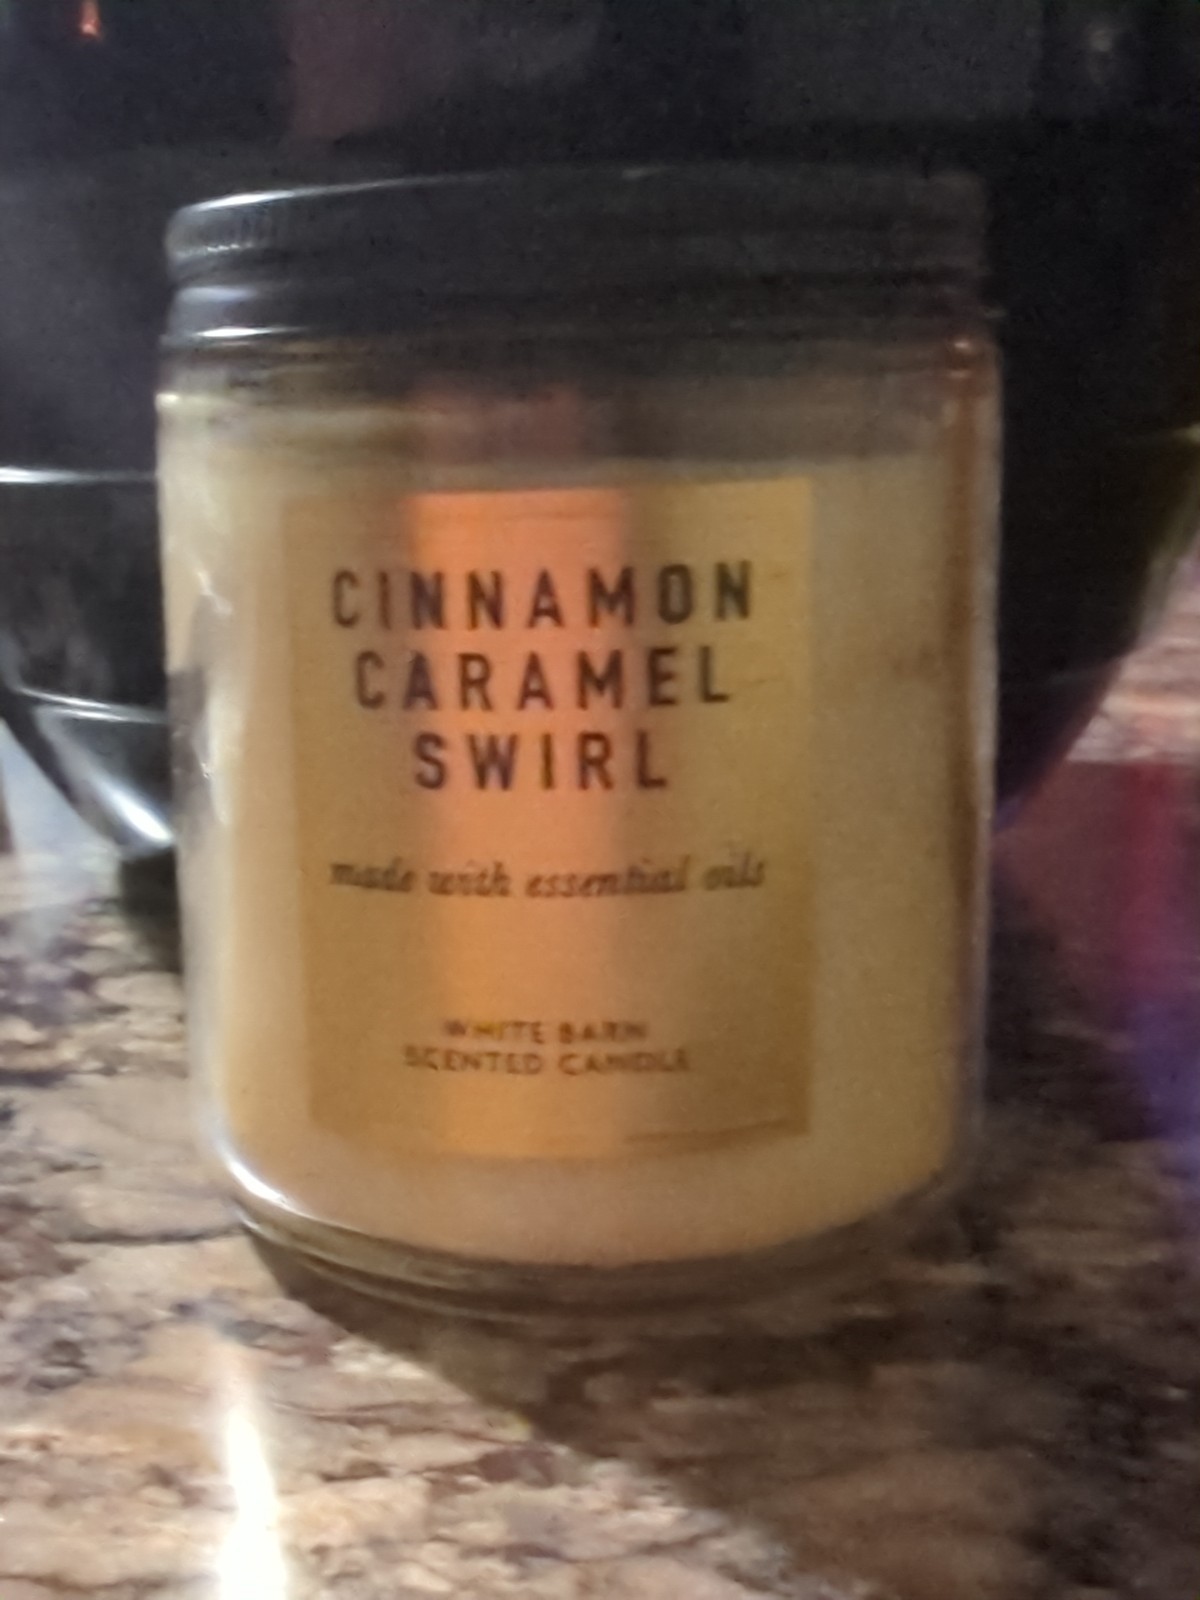 CINNAMON
CARAMEL
SWIRL
made with essential oils
WHITE BARN
SCENTED CANDLE